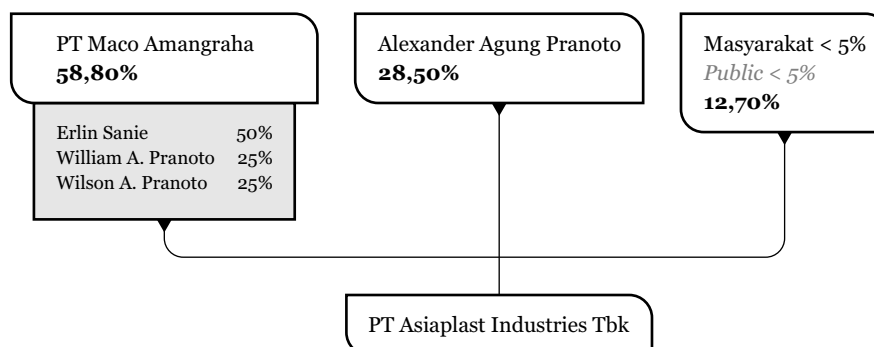 PT Maco Amangraha
58,80%
Erlin Sanie 50%
William A. Pranoto 25%
Wilson A. Pranoto 25%
Alexander Agung Pranoto
28,50%
Masyarakat < 5%
Public < 5%
12,70%
PT Asiaplast Industries Tbk